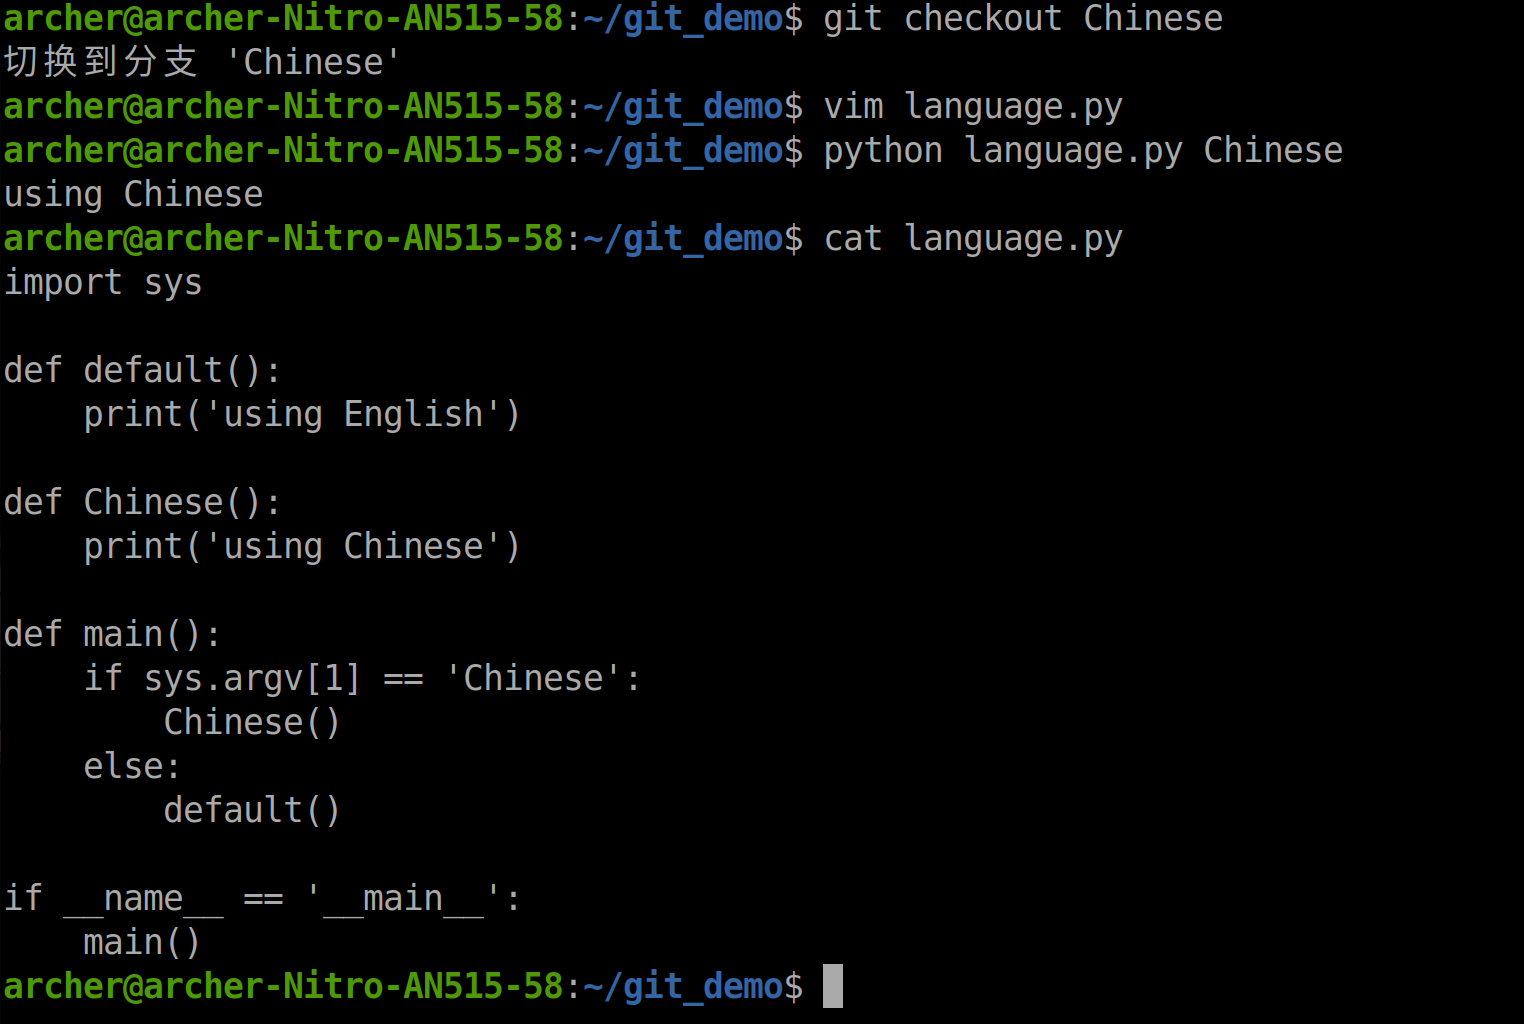 archer@archer-Nitro-AN515-58:~/git_demo$ git checkout Chinese
切换到分支 'Chinese'
archer@archer-Nitro-AN515-58:~/git_demo$ vim language.py
archer@archer-Nitro-AN515-58:~/git_demo$ python language.py Chinese
using Chinese
archer@archer-Nitro-AN515-58:~/git_demo$ cat language.py
import sys

def default():
    print('using English')

def Chinese():
    print('using Chinese')

def main():
    if sys.argv[1] == 'Chinese':
        Chinese()
    else:
        default()

if __name__ == '__main__':
    main()
archer@archer-Nitro-AN515-58:~/git_demo$